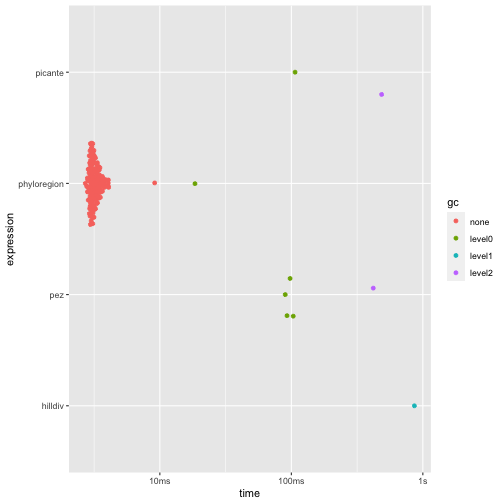 picante
phyloregion
pez
hilldiv
expression
10ms
100ms
1s
time
gc
none
level0
level1
level2